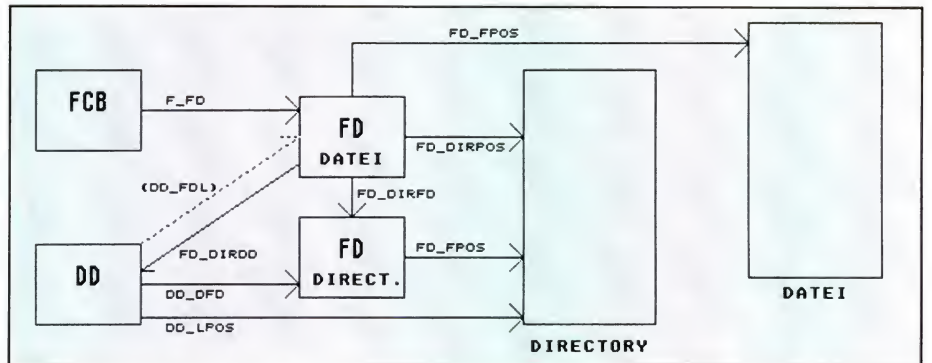 FD_FPOS
FCB
F_FD
FD
DATEI
FD_DIRPOS
(DD_FDL)
FD_DIRFD
FD_DIRDD
FD
DIRECT.
FD_FPOS
DD
DD_DFD
DD_LPOS
DIRECTORY
DATEI